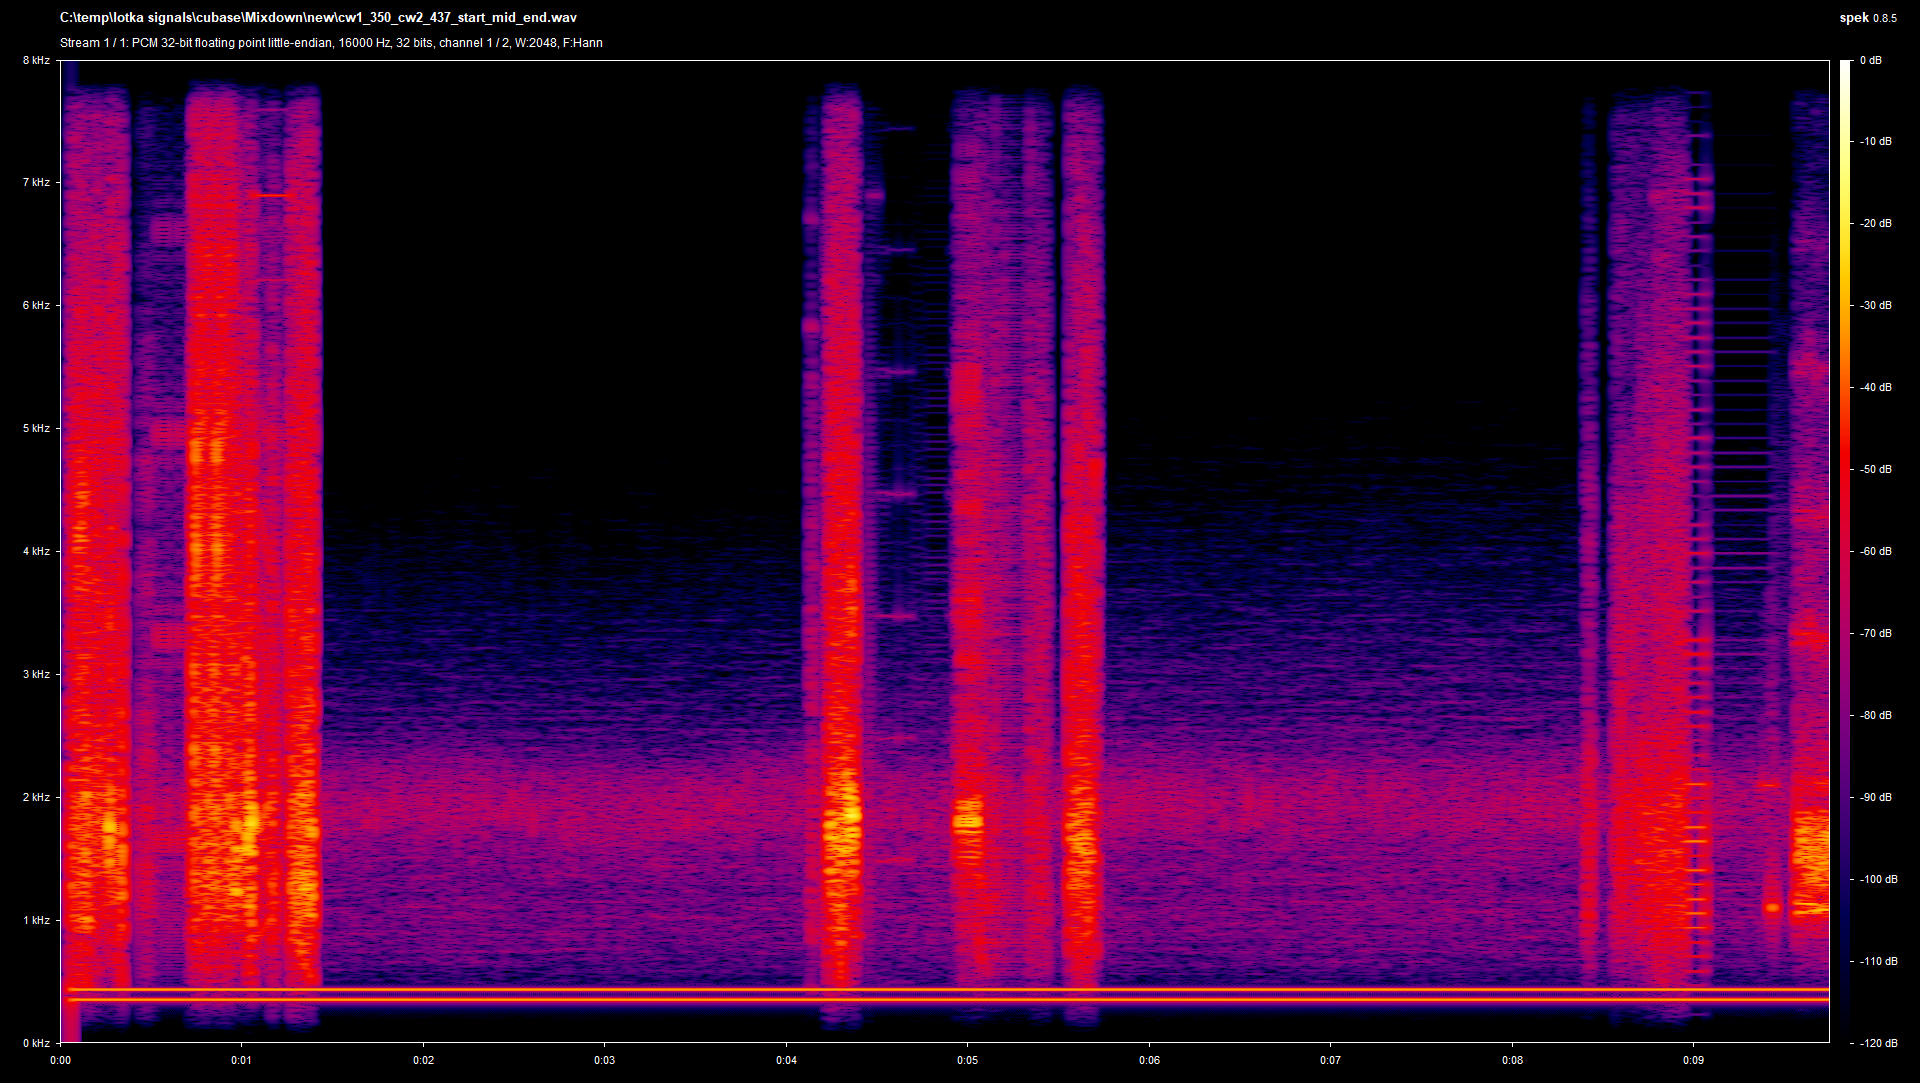 C:\temp\lotka signals\cubase\Mixdown\new\cw1_350_cw2_437_start_mid_end.wav
spek 0.8.5
Stream 1 / 1: PCM 32-bit floating point little-endian, 16000 Hz, 32 bits, channel 1 / 2, W:2048, F:Hann
8 kHz
7 kHz
6 kHz
5 kHz
4 kHz
3 kHz
2 kHz
1 kHz
0 kHz
0 dB
-10 dB
-20 dB
-30 dB
-40 dB
-50 dB
-60 dB
-70 dB
-80 dB
-90 dB
-100 dB
-110 dB
-120 dB
0:00
0:01
0:02
0:03
0:04
0:05
0:06
0:07
0:08
0:09